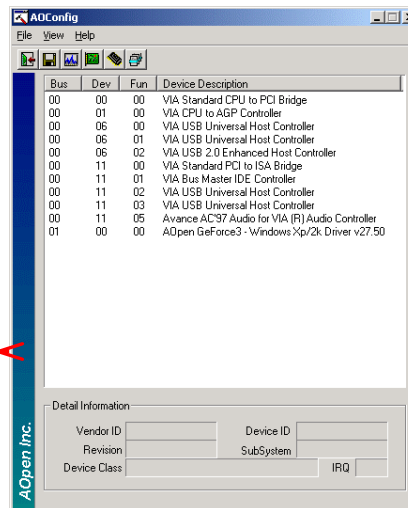 AOConfig
File View Help
Bus Dev Fun Device Description
00 00 00 VIA Standard CPU to PCI Bridge
00 01 00 VIA CPU to AGP Controller
00 06 00 VIA USB Universal Host Controller
00 06 01 VIA USB Universal Host Controller
00 06 02 VIA USB 2.0 Enhanced Host Controller
00 11 00 VIA Standard PCI to ISA Bridge
00 11 01 VIA Bus Master IDE Controller
00 11 02 VIA USB Universal Host Controller
00 11 03 VIA USB Universal Host Controller
00 11 05 Avance AC'97 Audio for VIA (R) Audio Controller
01 00 00 AOpen GeForce3 - Windows Xp/2k Driver v27.50
A
AOpen Inc.
Detail Information
Vendor ID Device ID
Revision SubSystem
Device Class IRQ